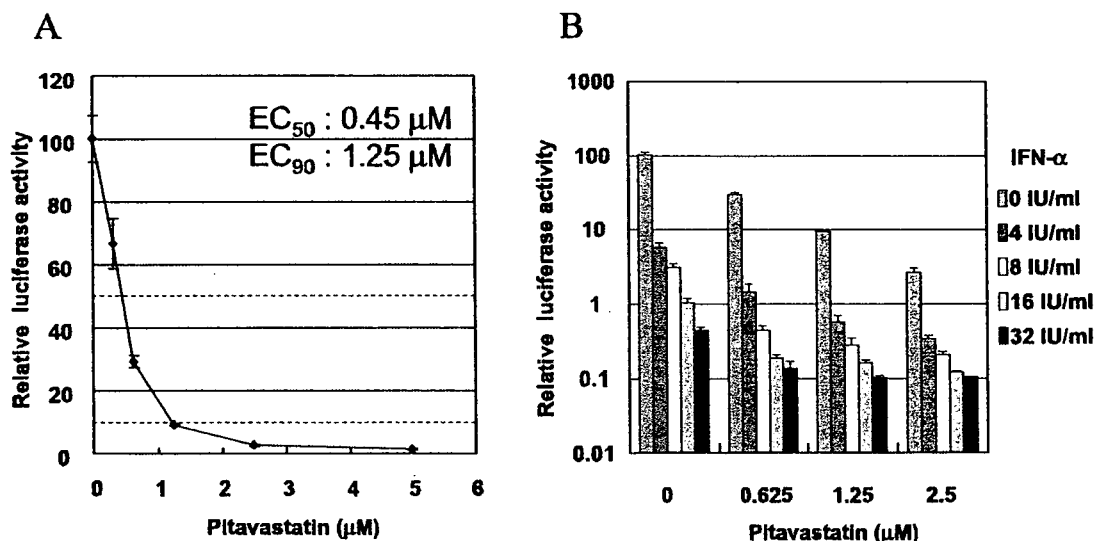 A
Relative luciferase activity
120
100
80
60
40
20
0
EC50 : 0.45 μM
EC90 : 1.25 μM
0 1 2 3 4 5 6
Pitavastatin (μM)
B
Relative luciferase activity
1000
100
10
1
0.1
0.01
0 0.625 1.25 2.5
Pitavastatin (μM)
IFN-α
0 IU/ml
4 IU/ml
8 IU/ml
16 IU/ml
32 IU/ml